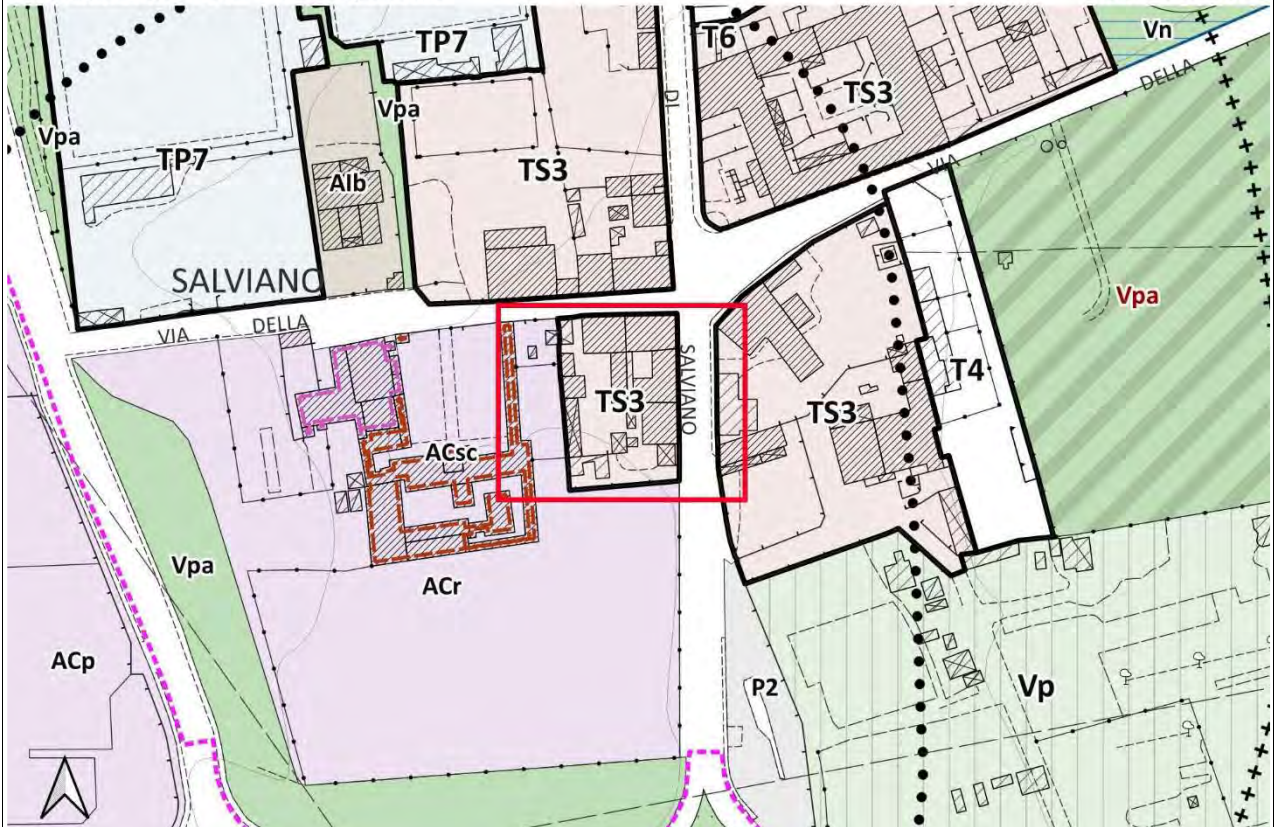 TP7
T6
Vn
DELLA
Vpa
TS3
Vpa
TP7
DI
TS3
VIA
AIb
SALVIANO
Vpa
VIA DELLA
SALVIANO
T4
TS3
TS3
ACsc
Vpa
ACr
ACp
P2
Vp